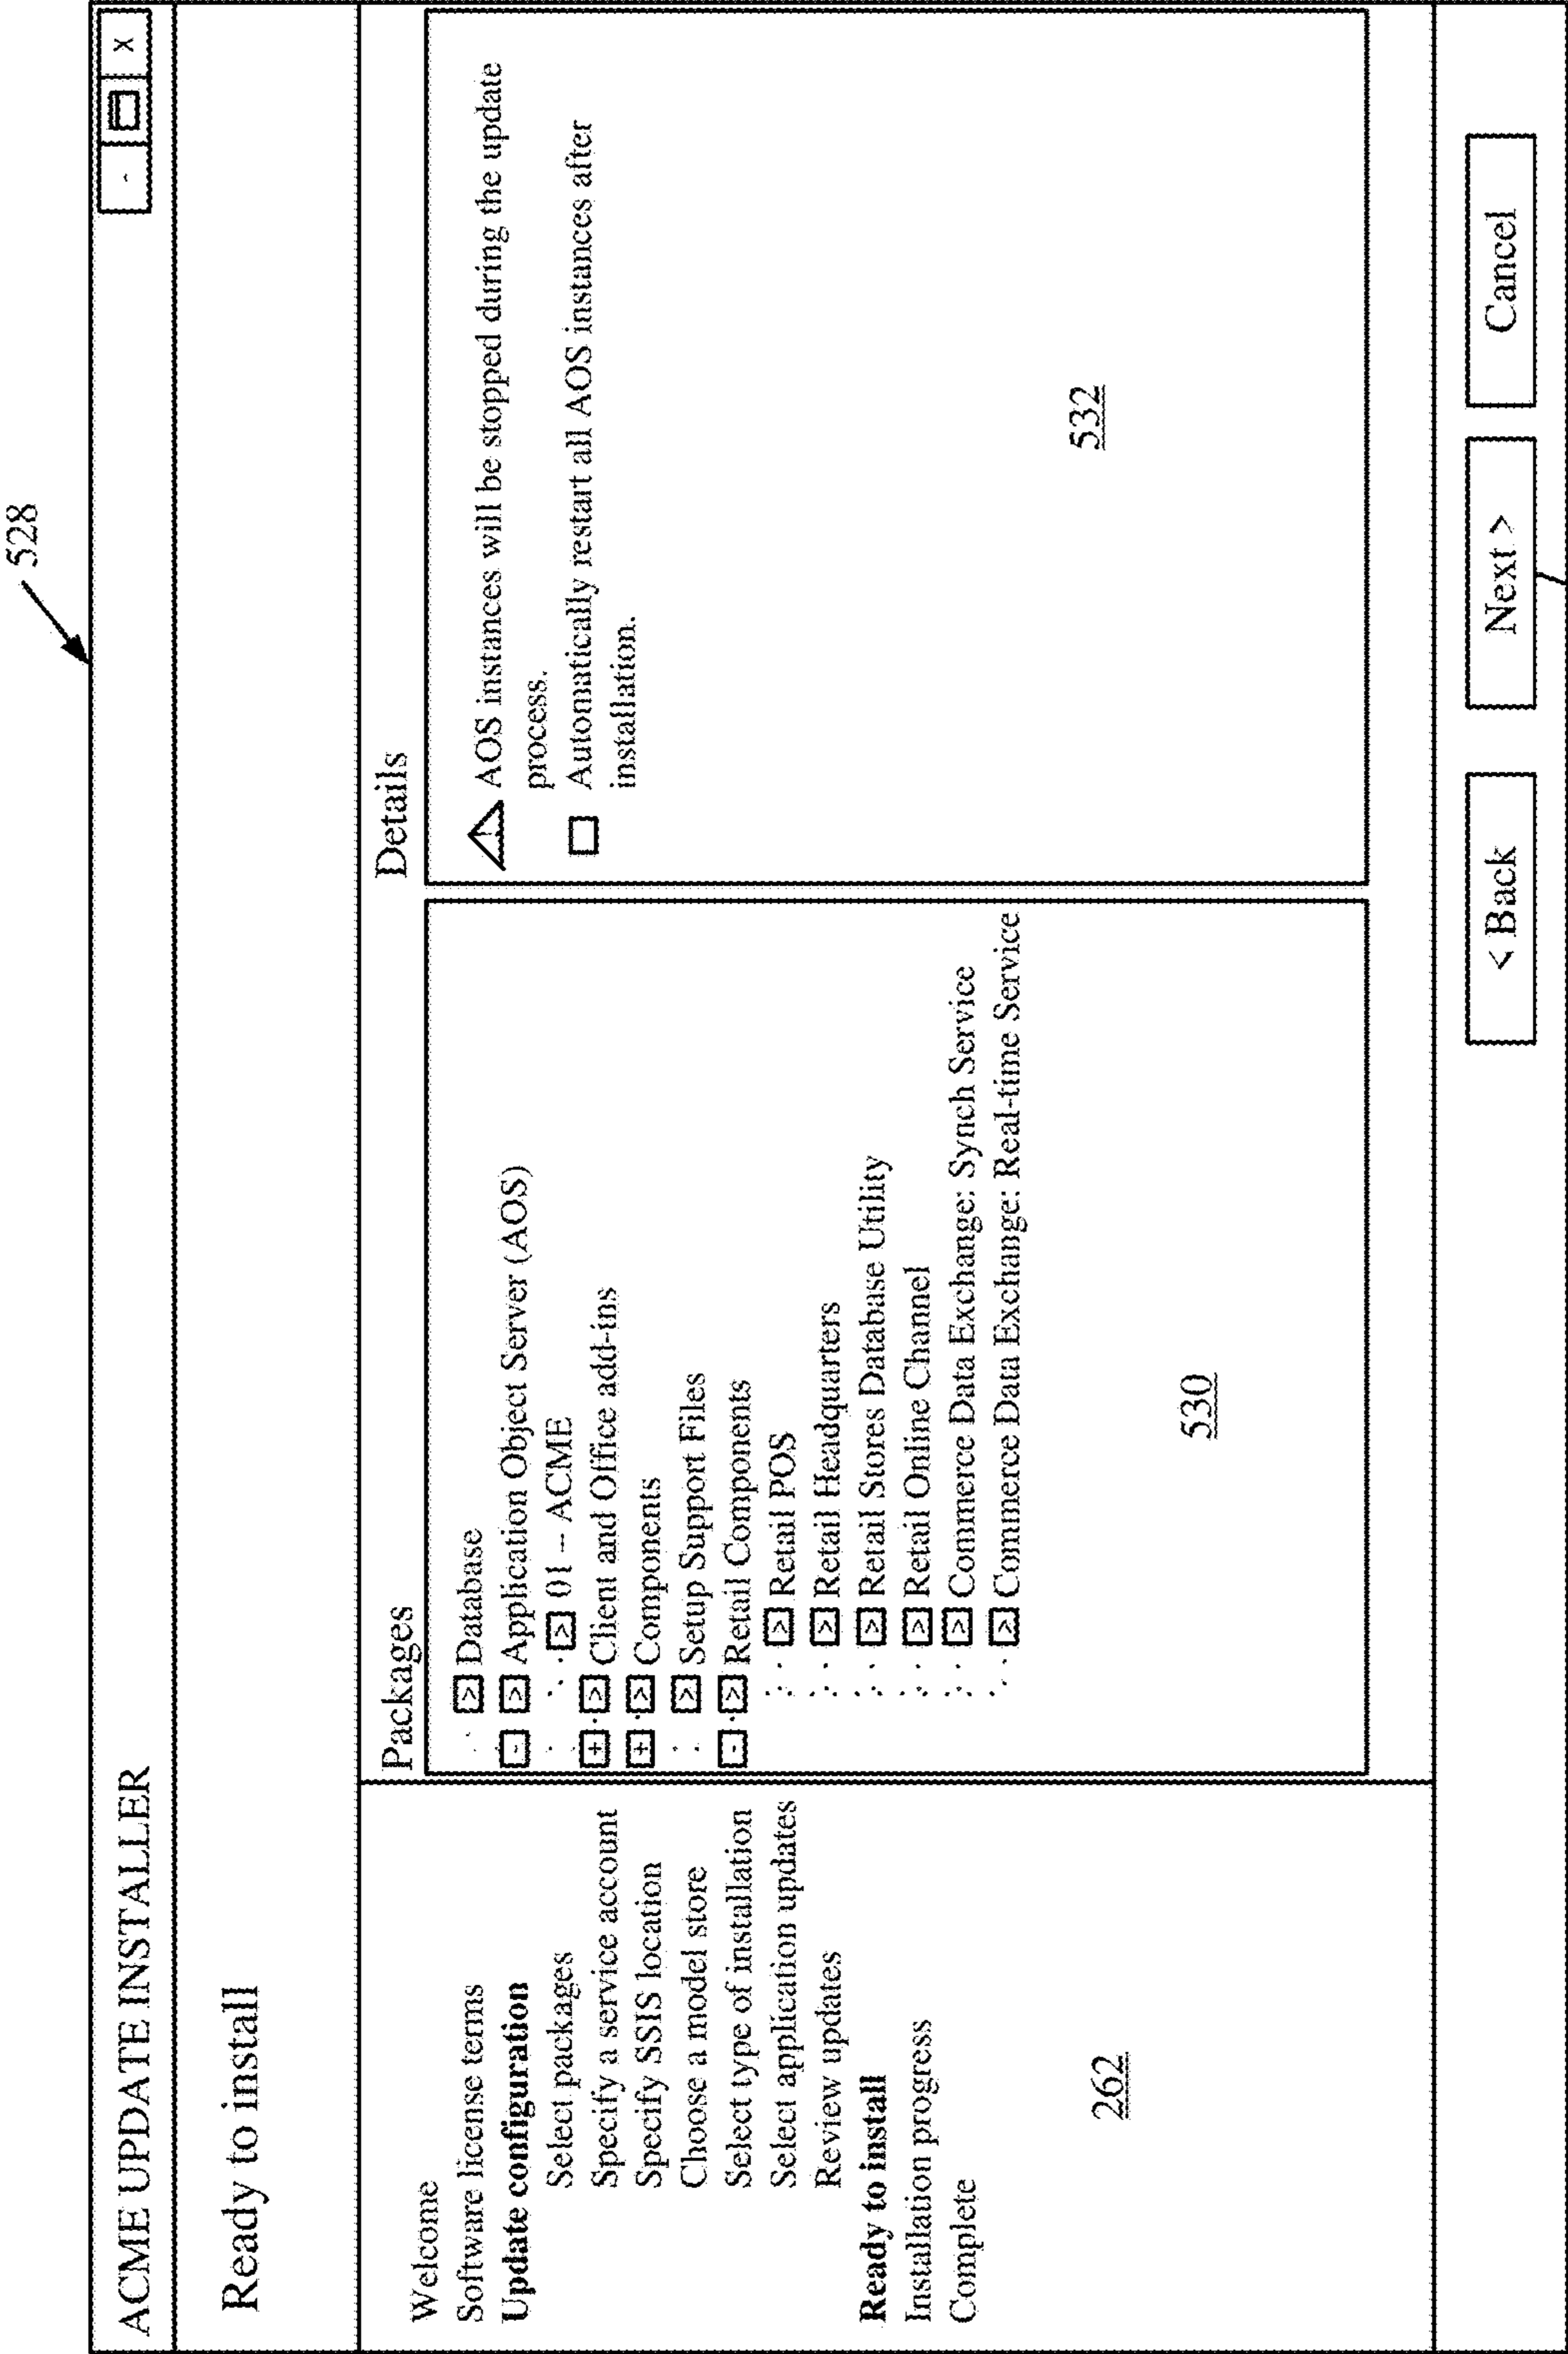 528
ACME UPDATE INSTALLER
- x
Ready to install
Welcome
Software license terms
Update configuration
Select packages
Specify a service account
Specify SSIS location
Choose a model store
Select type of installation
Select application updates
Review updates
Ready to install
Installation progress
Complete
262
Packages
Database
Application Object Server (AOS)
01 – ACME
Client and Office add-ins
Components
Setup Support Files
Retail Components
Retail POS
Retail Headquarters
Retail Stores Database Utility
Retail Online Channel
Commerce Data Exchange: Synch Service
Commerce Data Exchange: Real-time Service
530
Details
AOS instances will be stopped during the update
process.
Automatically restart all AOS instances after
installation.
532
< Back
Next >
Cancel